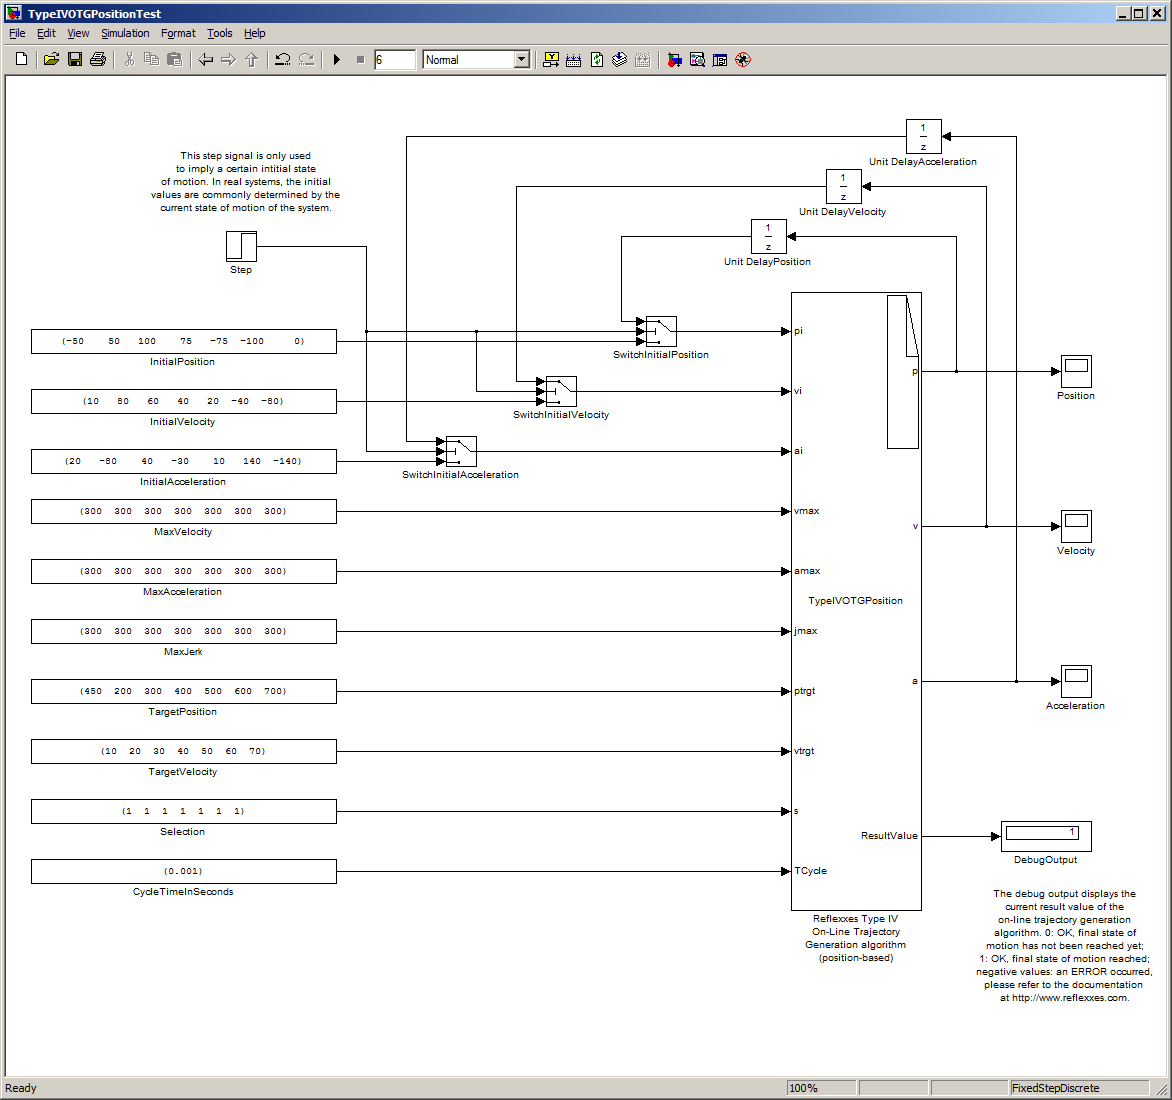 TypeIVOTGPositionTest
File Edit View Simulation Format Tools Help
6 Normal
1
z
Unit DelayAcceleration
This step signal is only used
to imply a certain intitial state
of motion. In real systems, the initial
values are commonly determined by the
current state of motion of the system.
1
z
Unit DelayVelocity
1
z
Unit DelayPosition
Step
(-50 50 100 75 -75 -100 0)
InitialPosition
SwitchInitialPosition
pi
(10 80 60 40 20 -40 -80)
InitialVelocity
SwitchInitialVelocity
vi
p
Position
(20 -80 40 -30 10 140 -140)
InitialAcceleration
SwitchInitialAcceleration
ai
(300 300 300 300 300 300 300)
MaxVelocity
vmax
v
Velocity
(300 300 300 300 300 300 300)
MaxAcceleration
amax
TypeIVOTGPosition
(300 300 300 300 300 300 300)
MaxJerk
jmax
(450 200 300 400 500 600 700)
TargetPosition
ptrgt
a
Acceleration
(10 20 30 40 50 60 70)
TargetVelocity
vtrgt
(1 1 1 1 1 1 1)
Selection
s
ResultValue
1
DebugOutput
(0.001)
CycleTimeInSeconds
TCycle
Reflexxes Type IV
On-Line Trajectory
Generation algorithm
(position-based)
The debug output displays the
current result value of the
on-line trajectory generation
algorithm. 0: OK, final state of
motion has not been reached yet;
1: OK, final state of motion reached;
negative values: an ERROR occurred,
please refer to the documentation
at http://www.reflexxes.com.
Ready 100% FixedStepDiscrete